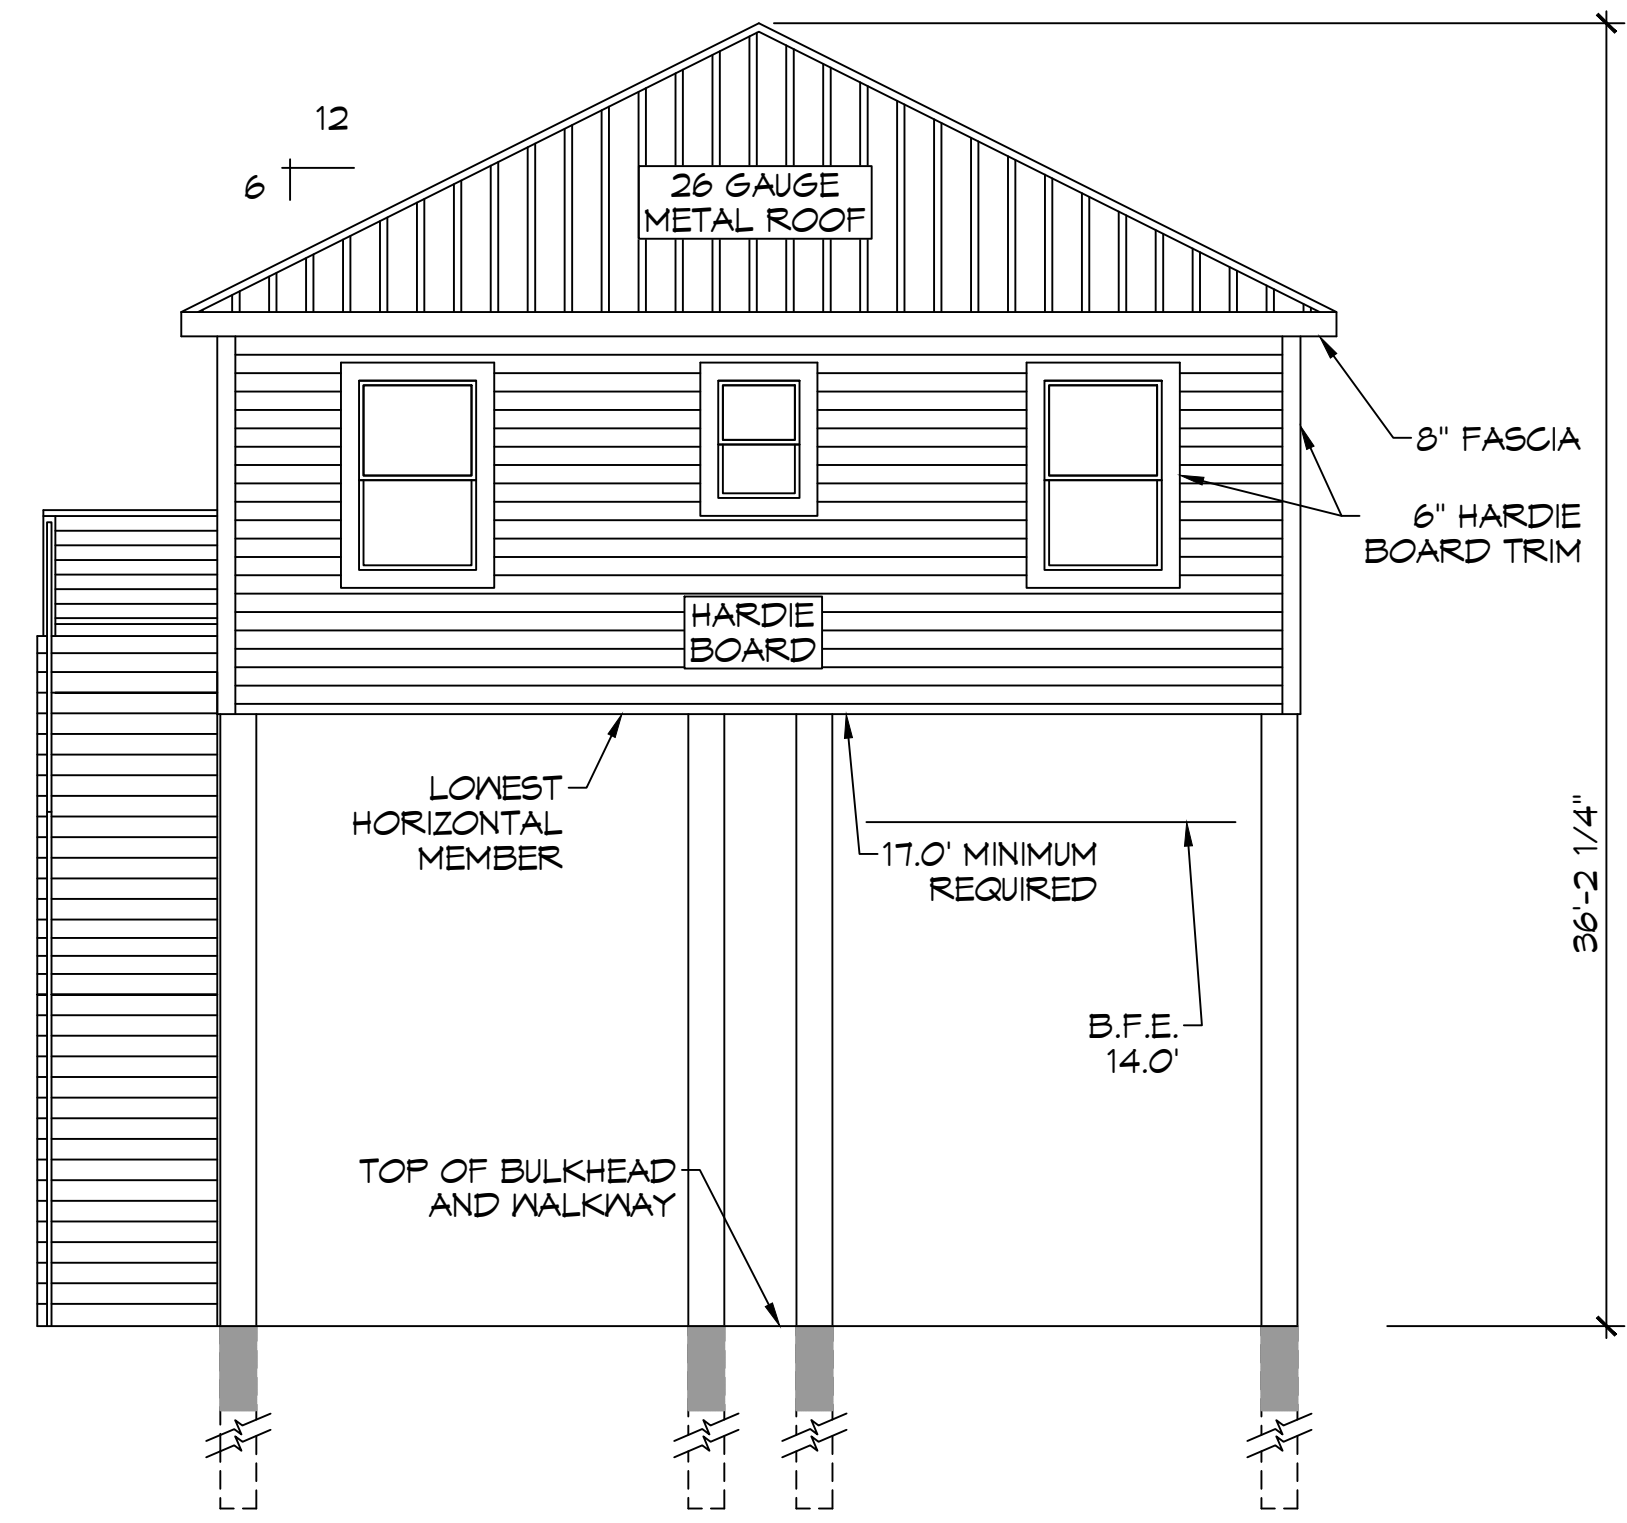 12
6
26 GAUGE
METAL ROOF
8" FASCIA
6" HARDIE
BOARD TRIM
HARDIE
BOARD
LOWEST
HORIZONTAL
MEMBER
17.0' MINIMUM
REQUIRED
36'-2 1/4"
B.F.E.
14.0'
TOP OF BULKHEAD
AND WALKWAY